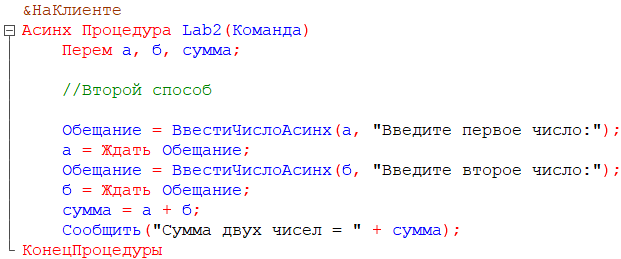 &НаКлиенте
Асинх Процедура Lab2(Команда)
Перем а, б, сумма;
//Второй способ
Обещание = ВвестиЧислоАсинх(а, "Введите первое число:");
а = Ждать Обещание;
Обещание = ВвестиЧислоАсинх(б, "Введите второе число:");
б = Ждать Обещание;
сумма = а + б;
Сообщить("Сумма двух чисел = " + сумма);
КонецПроцедуры